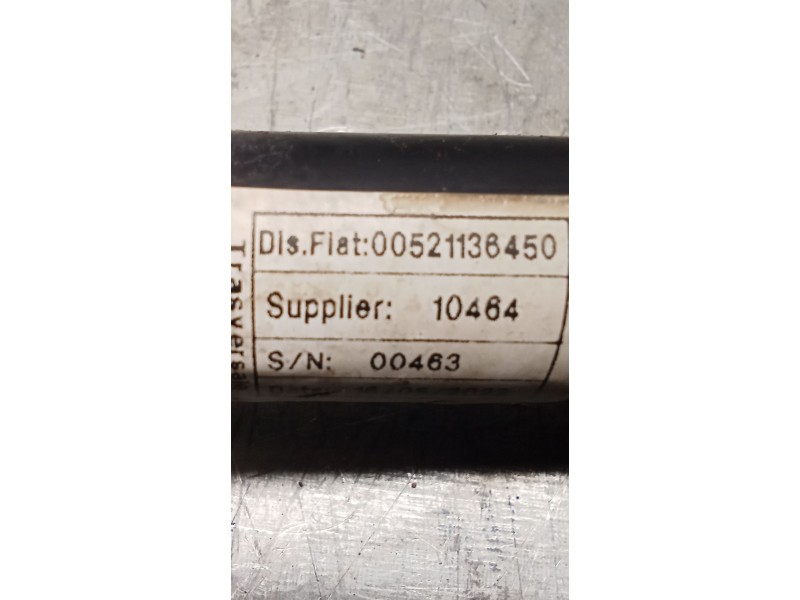 Dis.Fiat:00521136450
Supplier: 10464
S/N: 00463